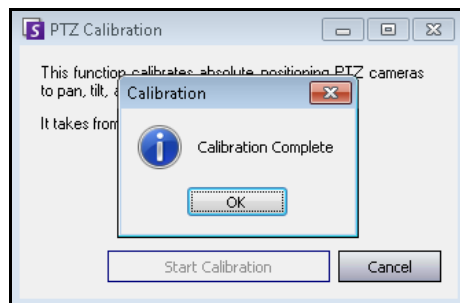 PTZ Calibration
This function calibrates absolute positioning PTZ cameras
to pan, tilt,
It takes from
Calibration
Calibration Complete
OK
Start Calibration
Cancel